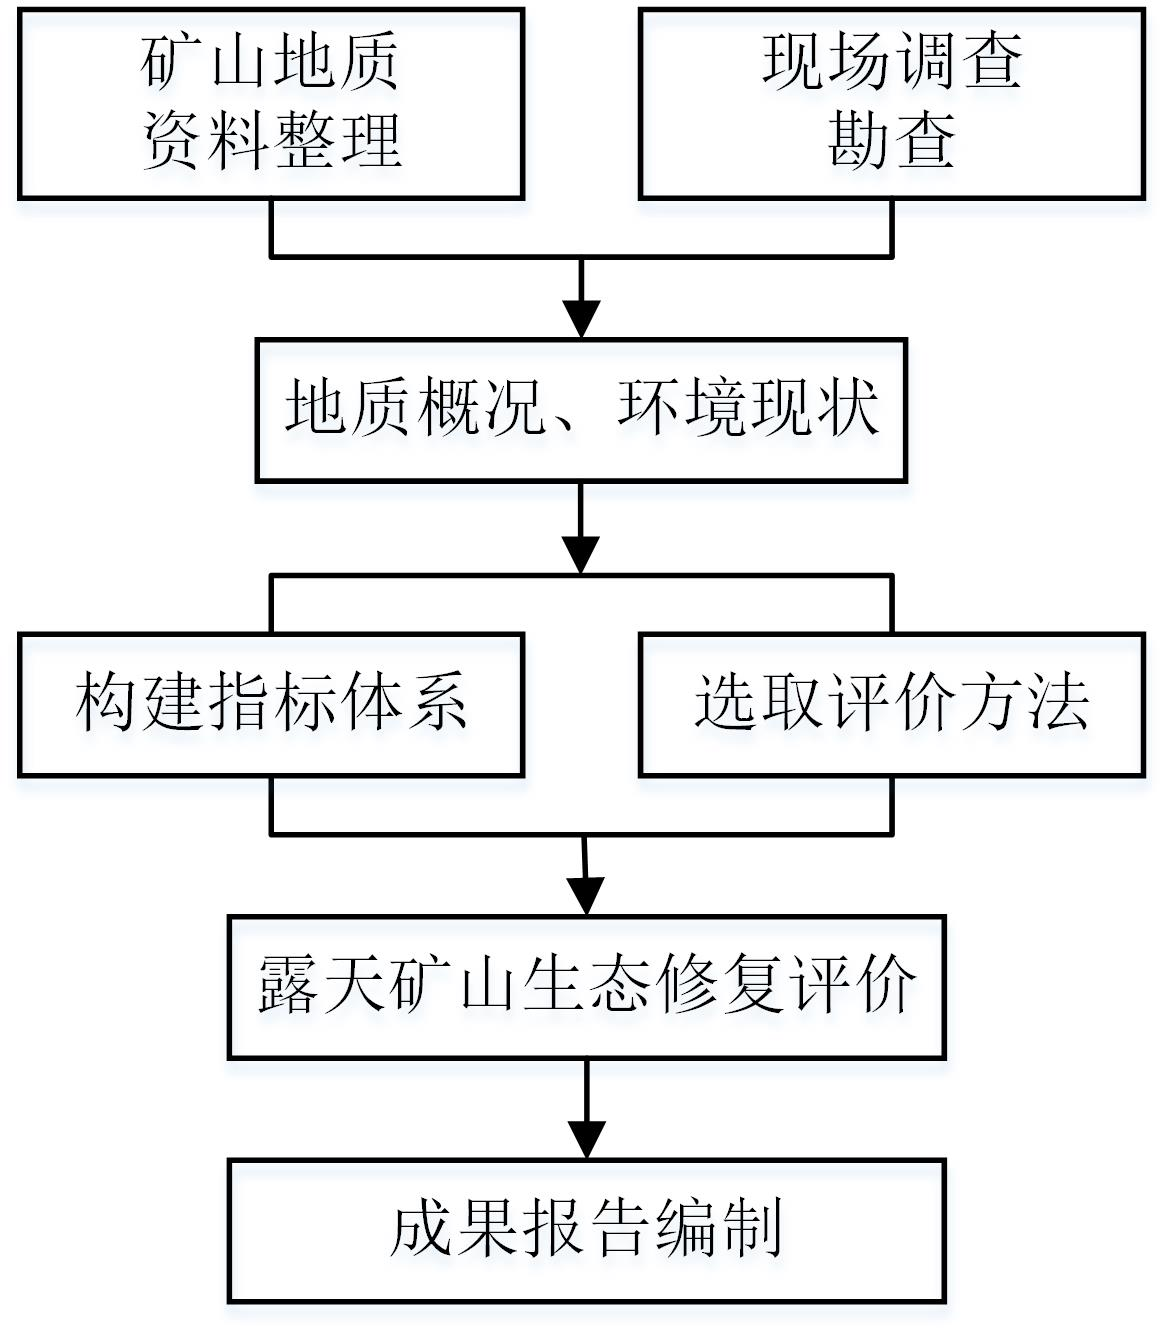 矿山地质
资料整理
现场调查
勘查
地质概况、环境现状
构建指标体系
选取评价方法
露天矿山生态修复评价
成果报告编制